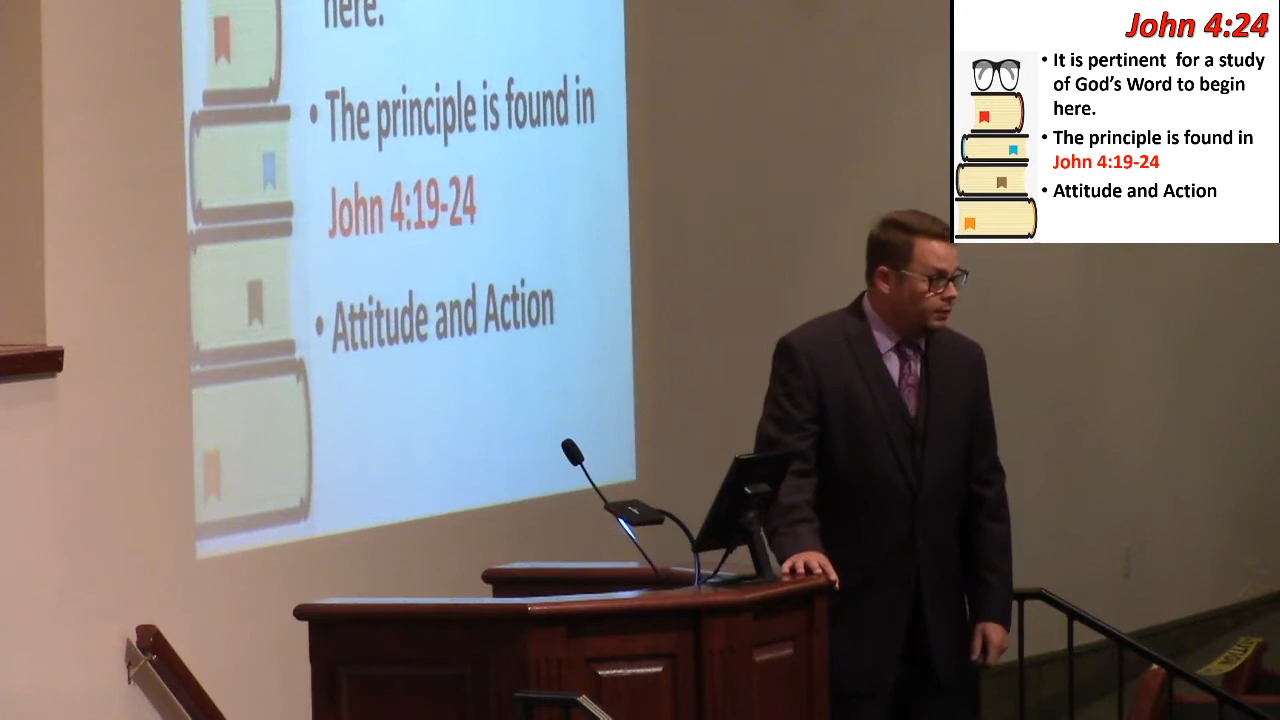 here.
• The principle is found in
John 4:19-24
• Attitude and Action
John 4:24
• It is pertinent for a study
of God's Word to begin
here.
• The principle is found in
John 4:19-24
• Attitude and Action